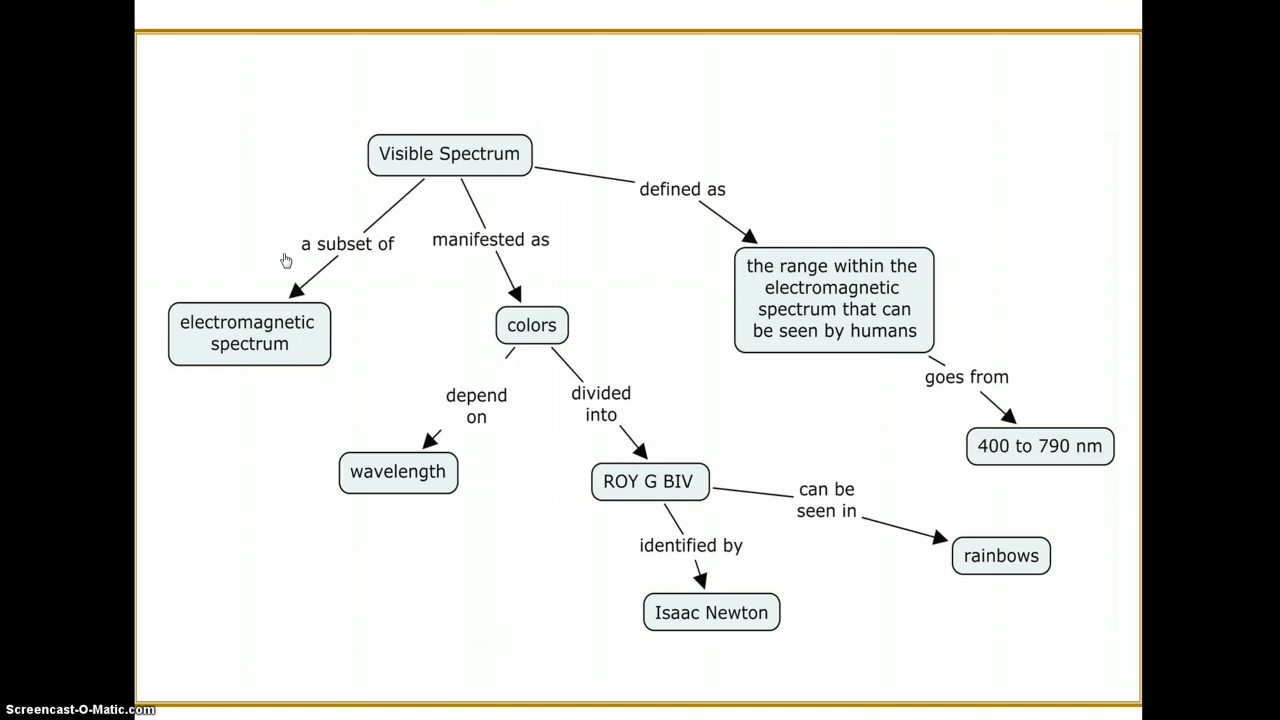 Visible Spectrum
defined as
a subset of
manifested as
the range within the
electromagnetic
spectrum that can
be seen by humans
electromagnetic
spectrum
colors
goes from
depend
on
divided
into
400 to 790 nm
wavelength
ROY G BIV
can be
seen in
identified by
rainbows
Isaac Newton
Screencast-O-Matic.com